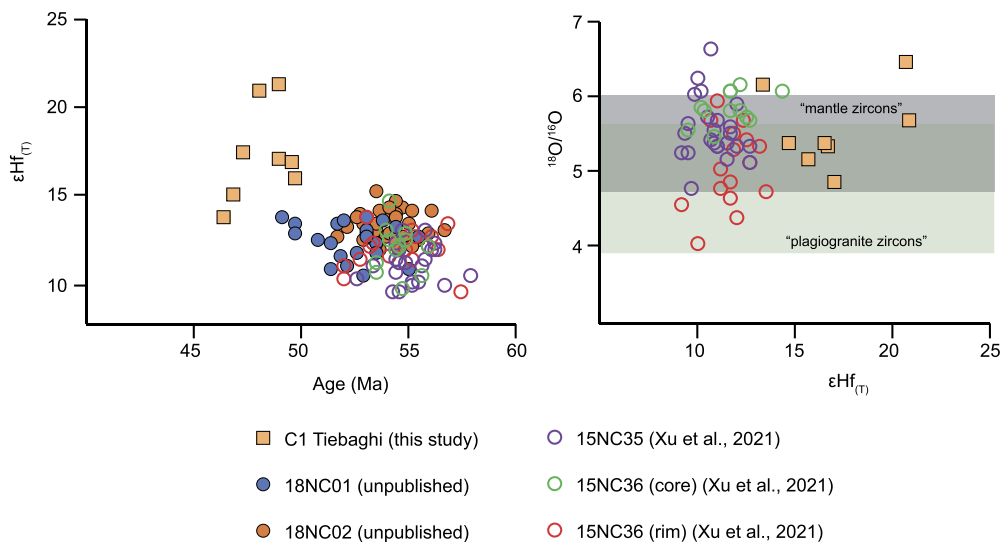 25
20
15
10
εHf(T)
45
50
55
60
Age (Ma)
7
6
5
4
18O/16O
"mantle zircons"
"plagiogranite zircons"
10
15
20
25
εHf(T)
C1 Tiebaghi (this study)
18NC01 (unpublished)
18NC02 (unpublished)
15NC35 (Xu et al., 2021)
15NC36 (core) (Xu et al., 2021)
15NC36 (rim) (Xu et al., 2021)